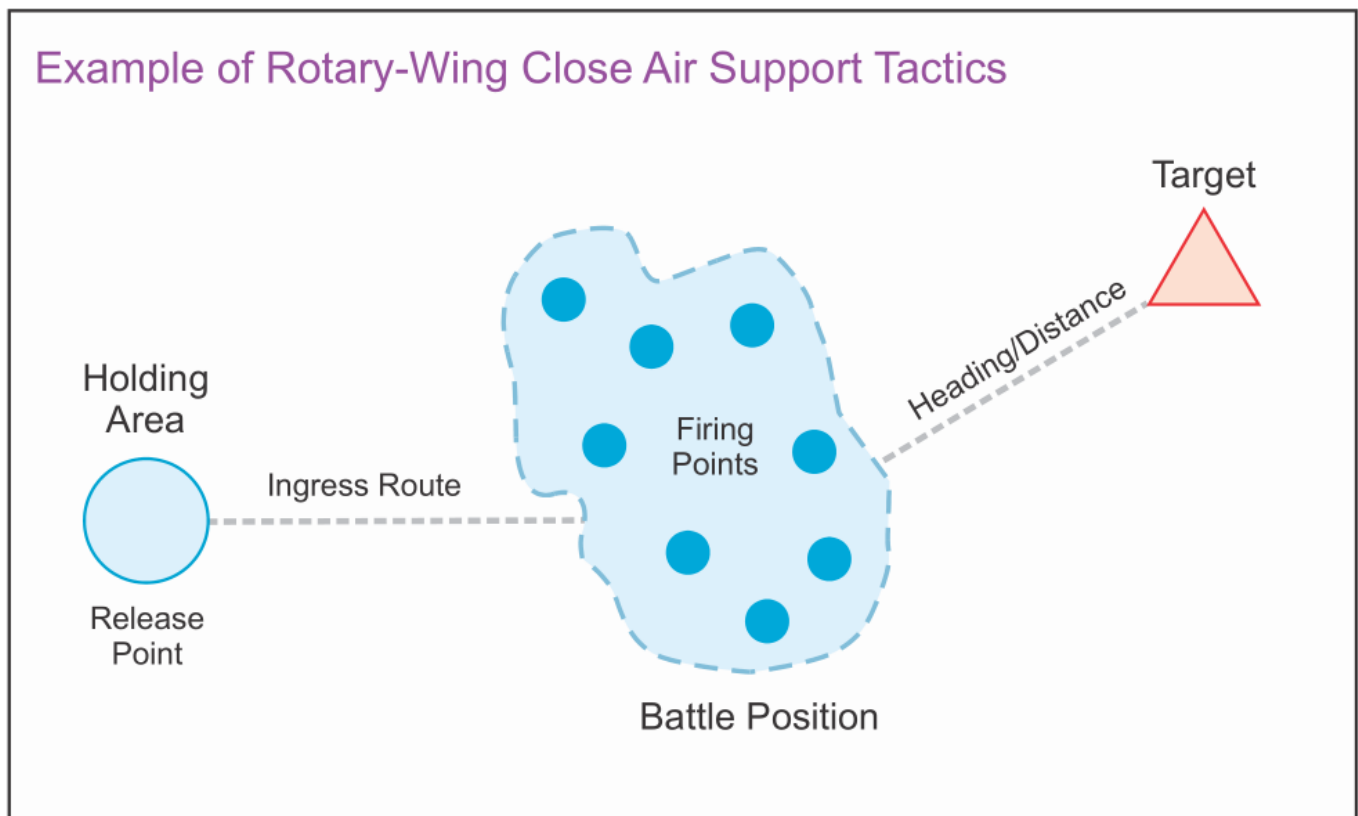 Example of Rotary-Wing Close Air Support Tactics
Target
Heading/Distance
Holding
Area
Firing
Points
Ingress Route
Release
Point
Battle Position